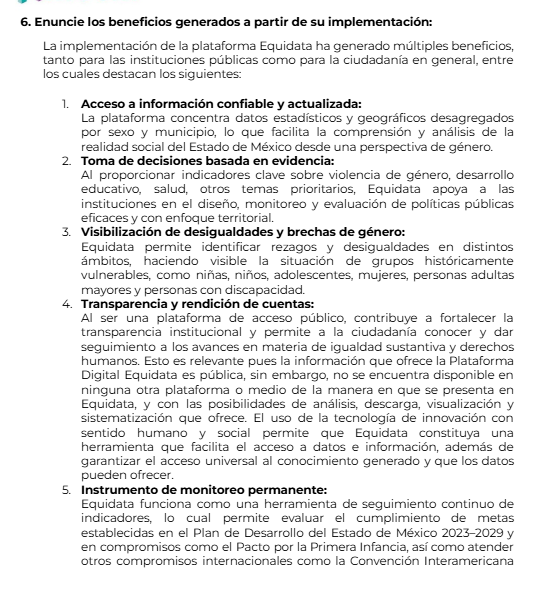 6. Enuncie los beneficios generados a partir de su implementación:
La implementación de la plataforma Equidata ha generado múltiples beneficios,
tanto para las instituciones públicas como para la ciudadanía en general, entre
los cuales destacan los siguientes:
1. Acceso a información confiable y actualizada:
La plataforma concentra datos estadísticos y geográficos desagregados
por sexo y municipio, lo que facilita la comprensión y análisis de la
realidad social del Estado de México desde una perspectiva de género.
2. Toma de decisiones basada en evidencia:
Al proporcionar indicadores clave sobre violencia de género, desarrollo
educativo, salud, otros temas prioritarios, Equidata apoya a las
instituciones en el diseño, monitoreo y evaluación de políticas públicas
eficaces y con enfoque territorial.
3. Visibilización de desigualdades y brechas de género:
Equidata permite identificar rezagos y desigualdades en distintos
ámbitos, haciendo visible la situación de grupos históricamente
vulnerables, como niñas, niños, adolescentes, mujeres, personas adultas
mayores y personas con discapacidad.
4. Transparencia y rendición de cuentas:
Al ser una plataforma de acceso público, contribuye a fortalecer la
transparencia institucional y permite a la ciudadanía conocer y dar
seguimiento a los avances en materia de igualdad sustantiva y derechos
humanos. Esto es relevante pues la información que ofrece la Plataforma
Digital Equidata es pública, sin embargo, no se encuentra disponible en
ninguna otra plataforma o medio de la manera en que se presenta en
Equidata, y con las posibilidades de análisis, descarga, visualización y
sistematización que ofrece. El uso de la tecnología de innovación con
sentido humano y social permite que Equidata constituya una
herramienta que facilita el acceso a datos e información, además de
garantizar el acceso universal al conocimiento generado y que los datos
pueden ofrecer.
5. Instrumento de monitoreo permanente:
Equidata funciona como una herramienta de seguimiento continuo de
indicadores, lo cual permite evaluar el cumplimiento de metas
establecidas en el Plan de Desarrollo del Estado de México 2023–2029 y
en compromisos como el Pacto por la Primera Infancia, así como atender
otros compromisos internacionales como la Convención Interamericana